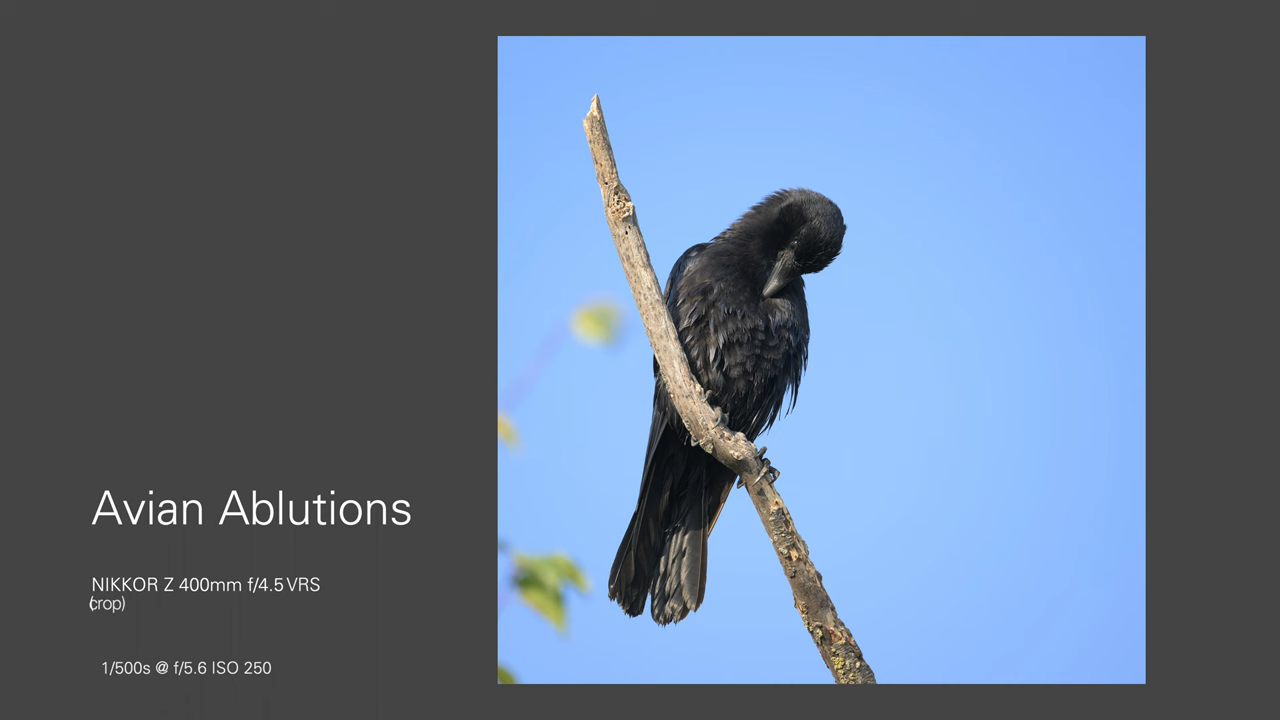 Avian Ablutions
NIKKOR Z 400mm f/4.5 VRS
(crop)
1/500s @ f/5.6 ISO 250